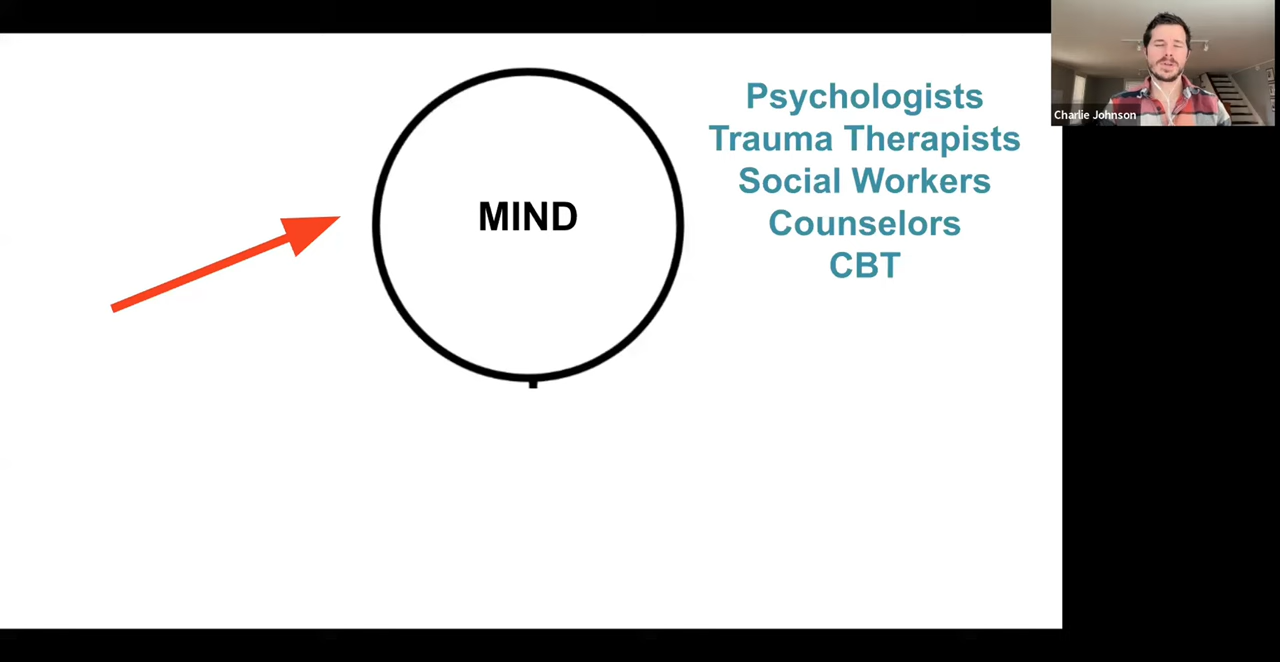 MIND
Psychologists
Trauma Therapists
Social Workers
Counselors
CBT
Charlie Johnson